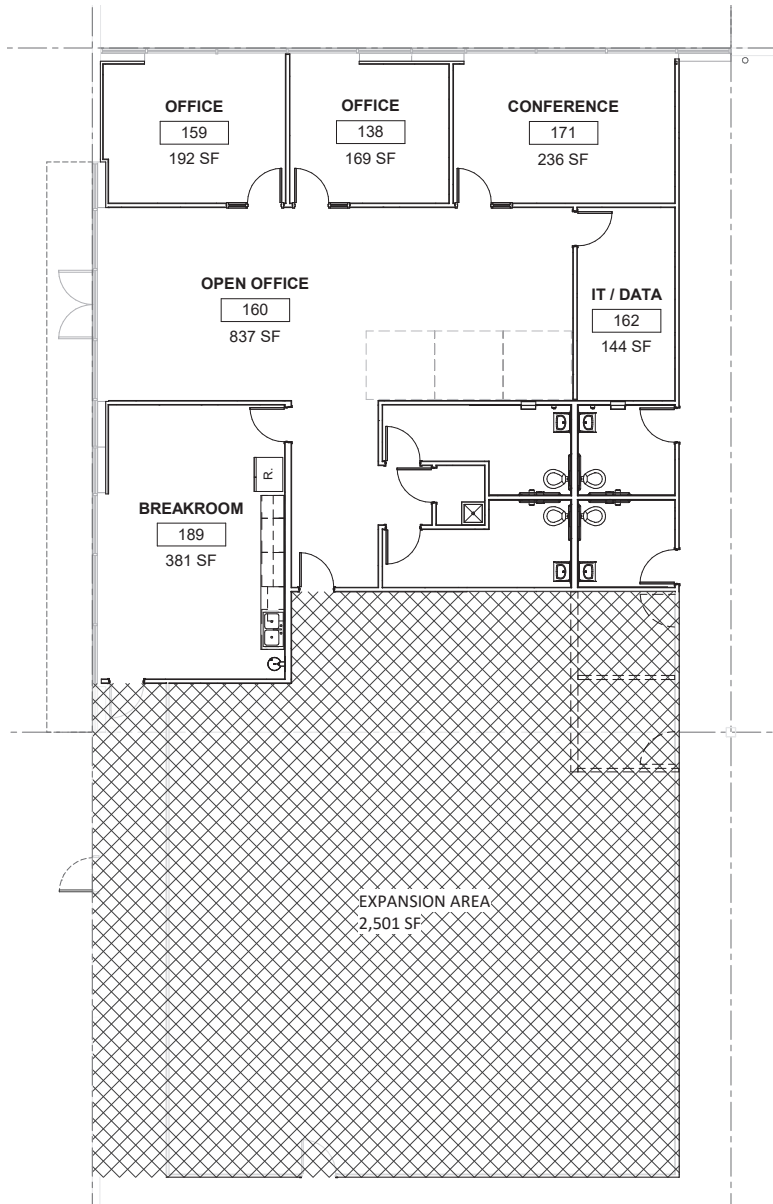 OFFICE
159
192 SF
OFFICE
138
169 SF
CONFERENCE
171
236 SF
OPEN OFFICE
160
837 SF
IT / DATA
162
144 SF
R.
BREAKROOM
189
381 SF
EXPANSION AREA
2,501 SF